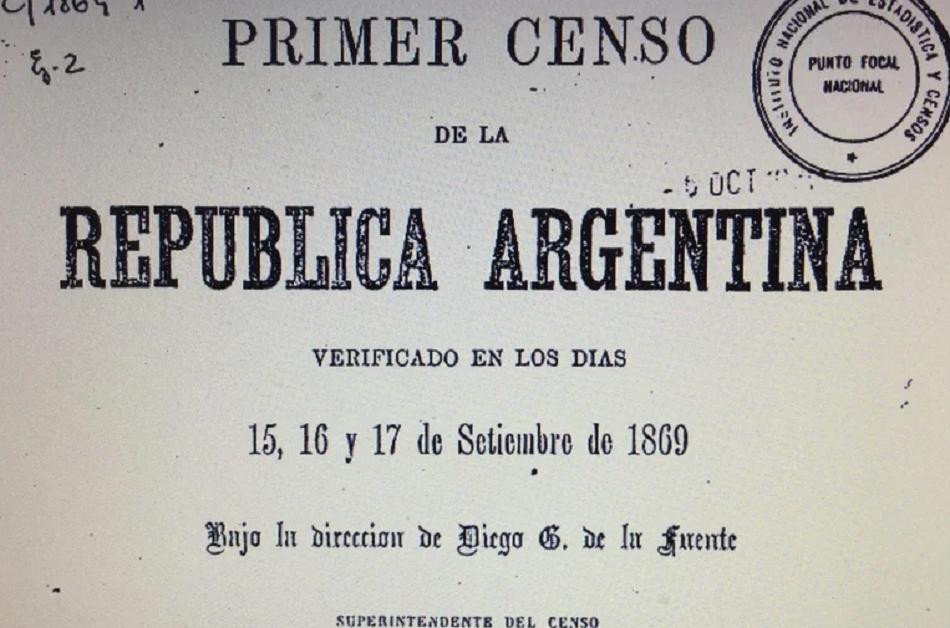 PRIMER CENSO
DE LA
REPUBLICA ARGENTINA
VERIFICADO EN LOS DIAS
15, 16 y 17 de Setiembre de 1869
Bajo la direccion de Diego G. de la Fuente
SUPERINTENDENTE DEL CENSO
INSTITUTO NACIONAL DE ESTADISTICA Y CENSOS
PUNTO FOCAL
NACIONAL
OCT